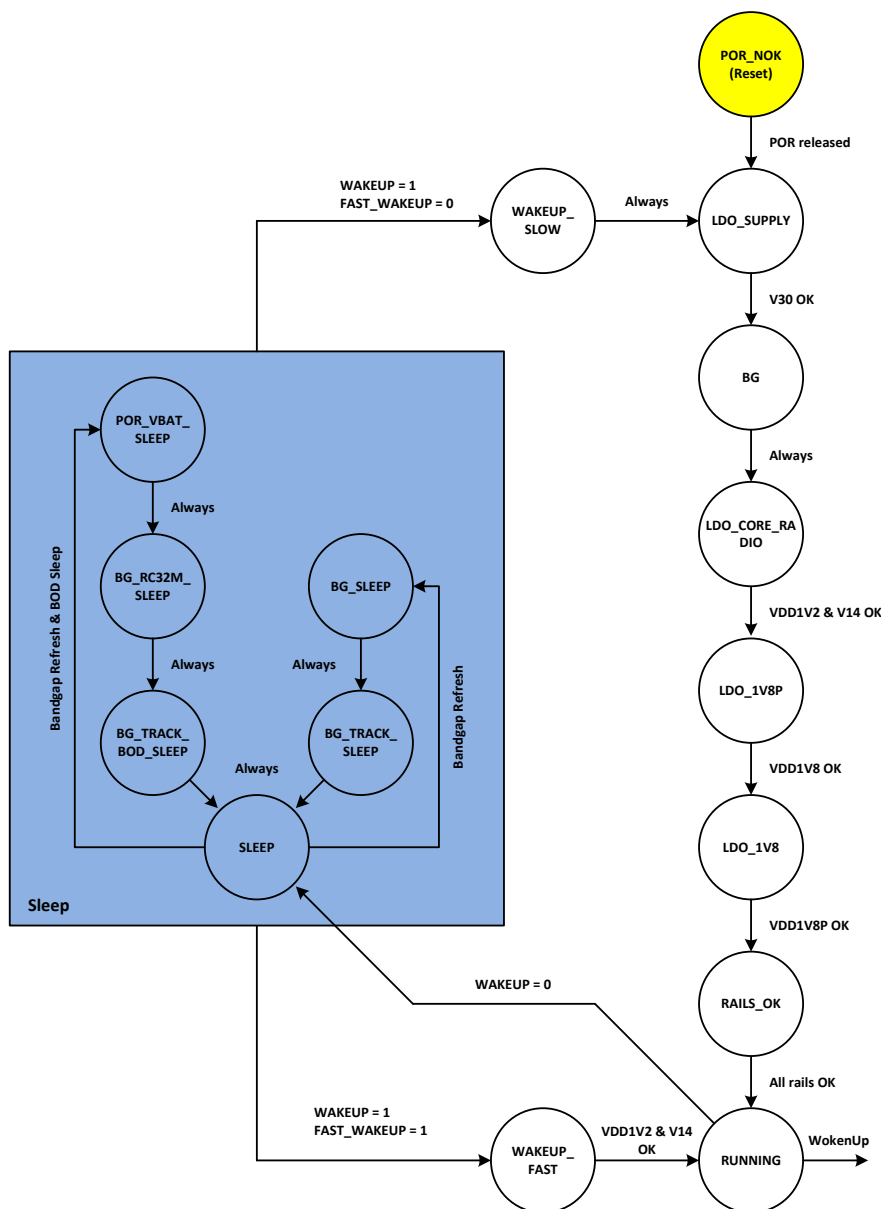 POR_NOK
(Reset)
POR released
WAKEUP = 1
FAST_WAKEUP = 0
WAKEUP_
SLOW
Always
LDO_SUPPLY
V30 OK
BG
Always
LDO_CORE_RA
DIO
VDD1V2 & V14 OK
LDO_1V8P
VDD1V8 OK
LDO_1V8
VDD1V8P OK
RAILS_OK
All rails OK
RUNNING
WokenUp
POR_VBAT_
SLEEP
Always
BG_RC32M_
SLEEP
Always
BG_TRACK_
BOD_SLEEP
BG_SLEEP
Always
BG_TRACK_
SLEEP
Always
SLEEP
Bandgap Refresh & BOD Sleep
Bandgap Refresh
Sleep
WAKEUP = 0
WAKEUP = 1
FAST_WAKEUP = 1
WAKEUP_
FAST
VDD1V2 & V14
OK